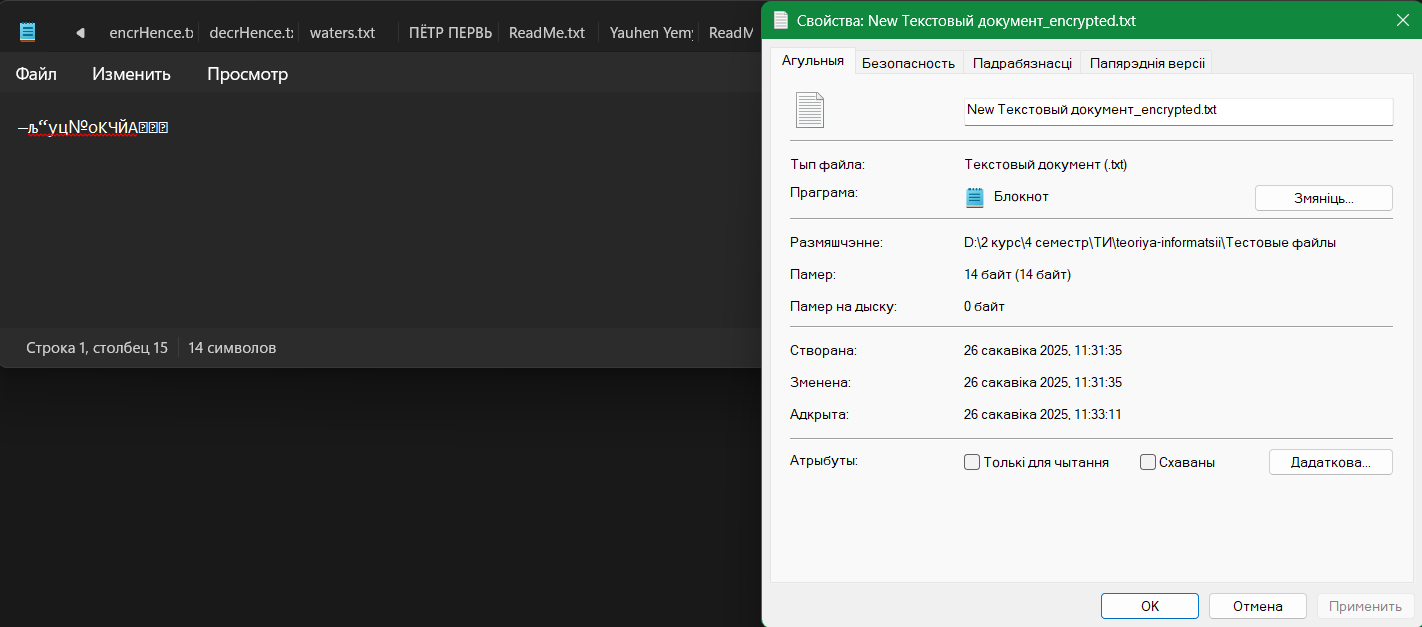 encrHence.t
decrHence.t
waters.txt
ПЁТР ПЕРВЬ
ReadMe.txt
Yauhen Yemy
ReadM
Файл
Изменить
Просмотр
—љ“уц№оКЧЙА
Строка 1, столбец 15
14 символов
Свойства: New Текстовый документ_encrypted.txt
Агульныя
Безопасность
Падрабязнасці
Папярэднія версіі
New Текстовый документ_encrypted.txt
Тып файла:
Текстовый документ (.txt)
Праграма:
Блокнот
Змяніць...
Размяшчэнне:
D:\2 курс\4 семестр\ТИ\teoriya-informatsii\Тестовые файлы
Памер:
14 байт (14 байт)
Памер на дыску:
0 байт
Створана:
26 сакавіка 2025, 11:31:35
Зменена:
26 сакавіка 2025, 11:31:35
Адкрыта:
26 сакавіка 2025, 11:33:11
Атрыбуты:
Толькі для чытання
Схаваны
Дадаткова...
OK
Отмена
Применить